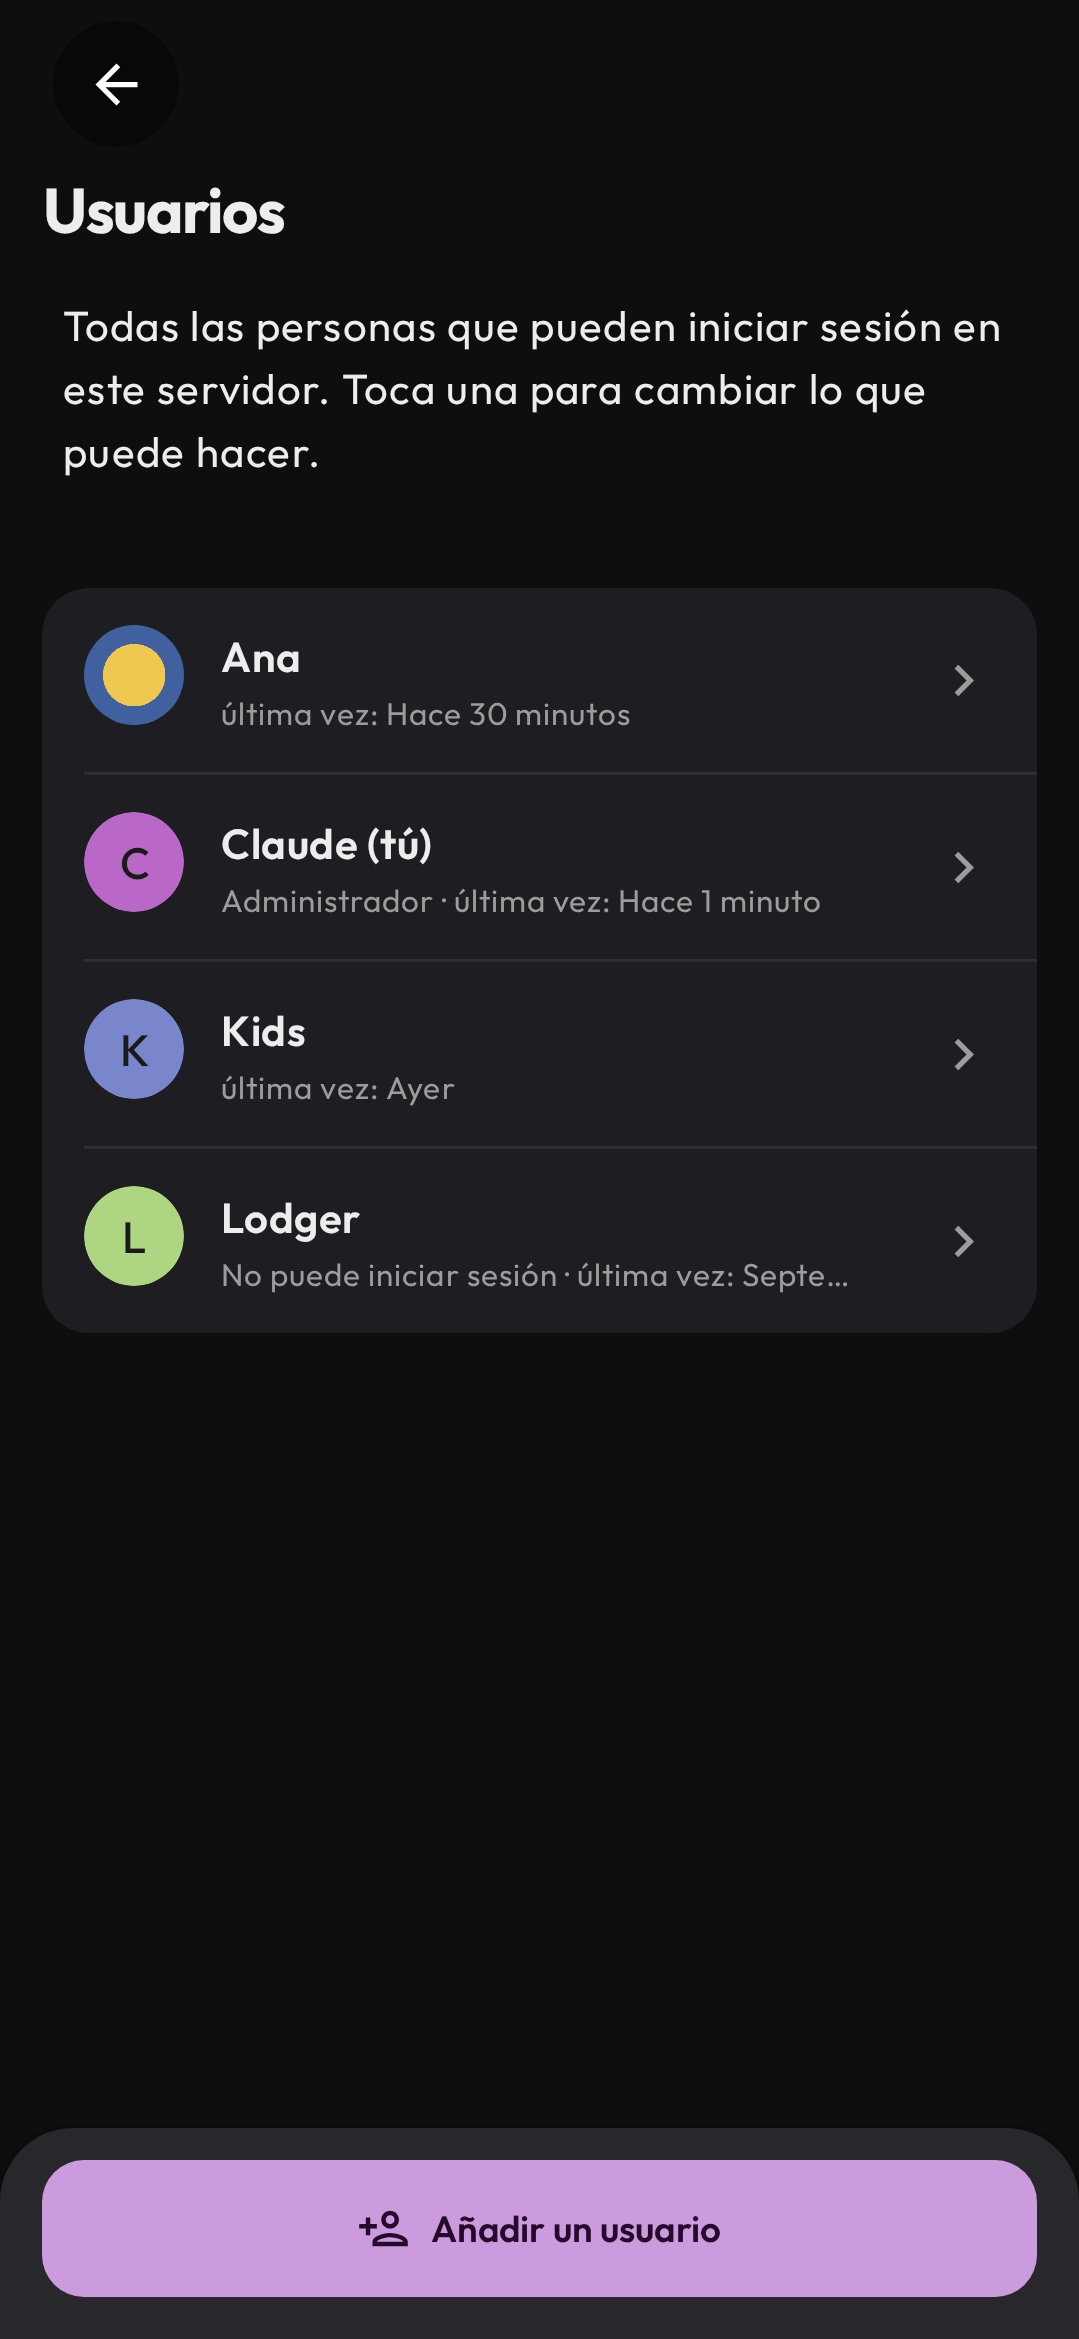 Usuarios
Todas las personas que pueden iniciar sesión en
este servidor. Toca una para cambiar lo que
puede hacer.
Ana
última vez: Hace 30 minutos
C
Claude (tú)
Administrador · última vez: Hace 1 minuto
K
Kids
última vez: Ayer
L
Lodger
No puede iniciar sesión · última vez: Septe…
Añadir un usuario